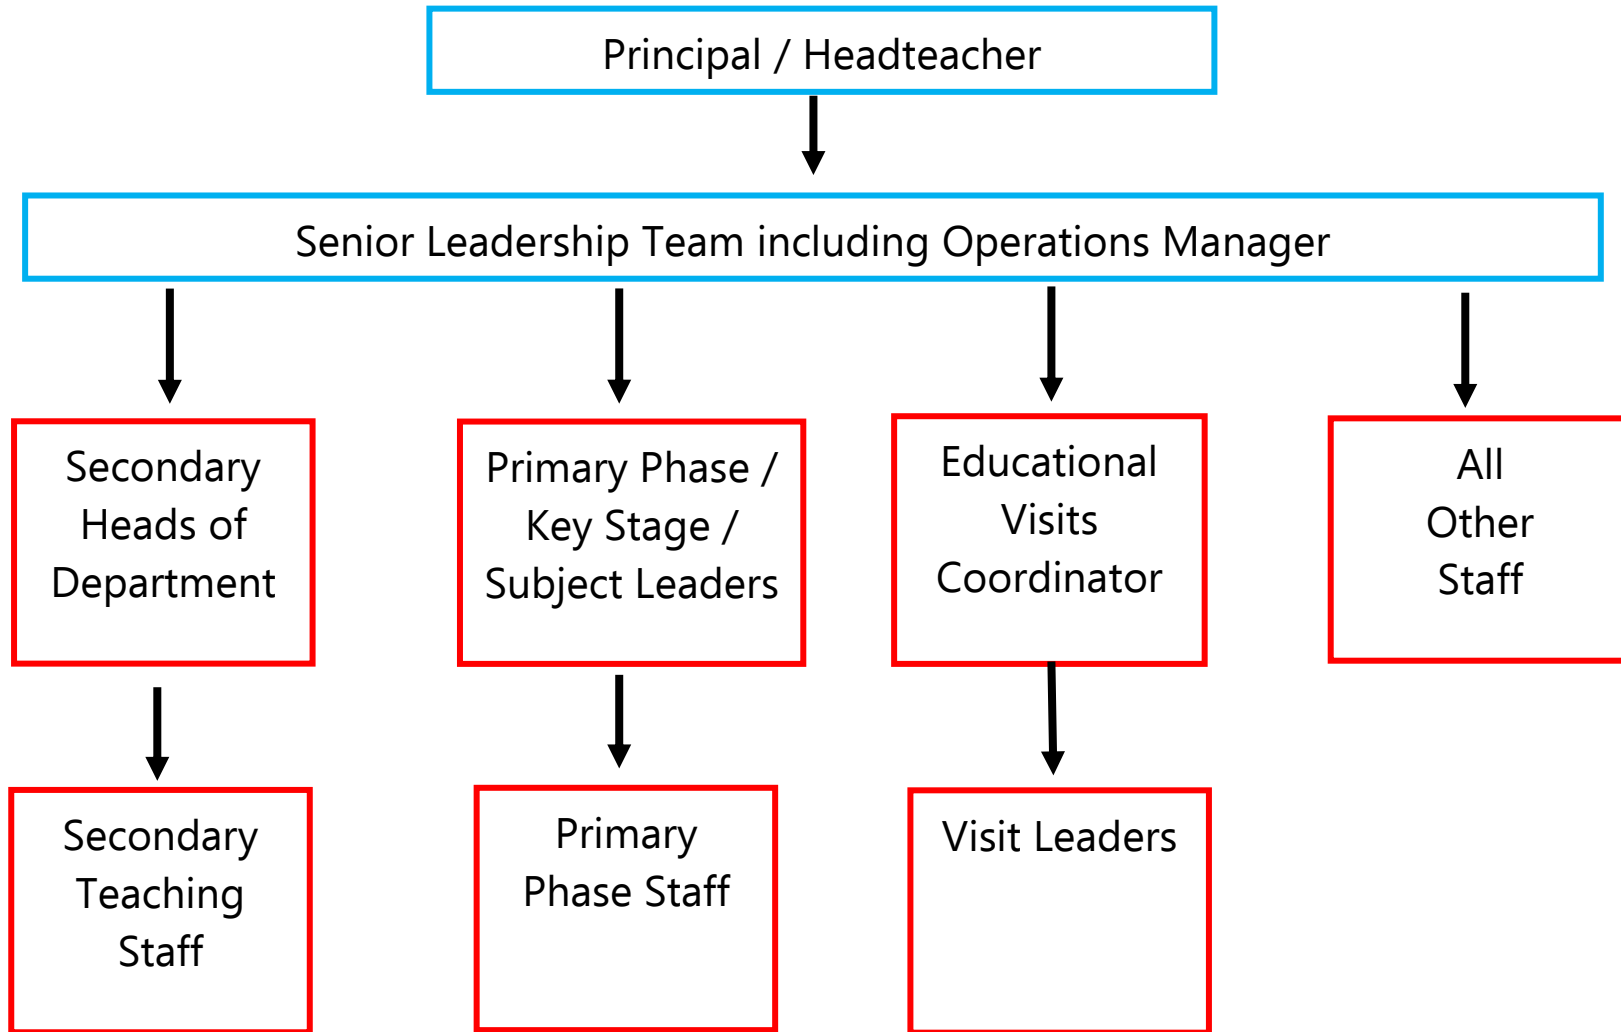 Principal / Headteacher
Senior Leadership Team including Operations Manager
Secondary
Heads of
Department
Primary Phase /
Key Stage /
Subject Leaders
Educational
Visits
Coordinator
All
Other
Staff
Secondary
Teaching
Staff
Primary
Phase Staff
Visit Leaders